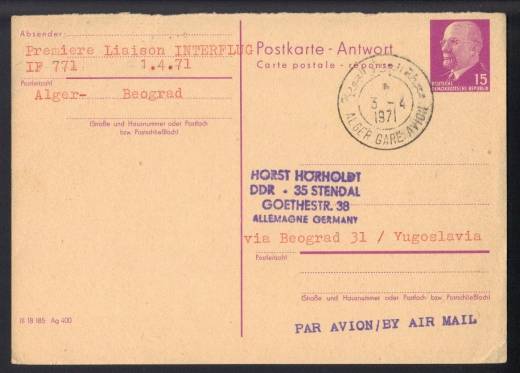 Absender:
Premiere Liaison INTERFLUG
IF 771 1.4.71
Postleitzahl
Alger- Beograd
(Straße und Hausnummer oder Postfach
bzw. Postschließfach)
III 18 185 Ag 400
Postkarte - Antwort
Carte postale - réponse
15
DEUTSCHE
DEMOKRATISCHE REPUBLIK
3 - 4
1971
ALGER GARE AVION
HORST HÖRHOLDT
DDR - 35 STENDAL
GOETHESTR. 38
ALLEMAGNE GERMANY
via Beograd 31 / Yugoslavia
Postleitzahl
(Straße und Hausnummer oder Postfach bzw. Postschließfach)
PAR AVION/BY AIR MAIL